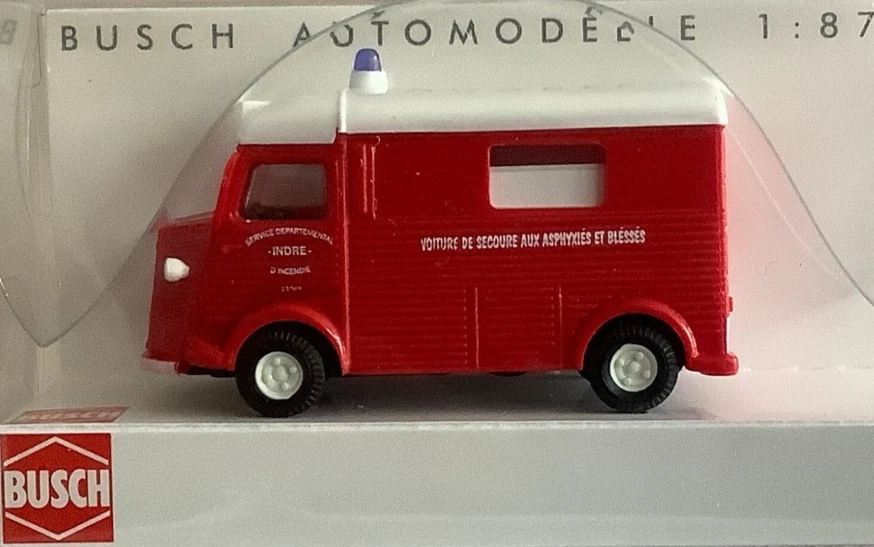 BUSCH AUTOMODELLE 1:87
SERVICE DEPARTEMENTAL
-INDRE-
D'INCENDIE
VOITURE DE SECOURE AUX ASPHYXIÉS ET BLESSÉS
BUSCH
BUSCH